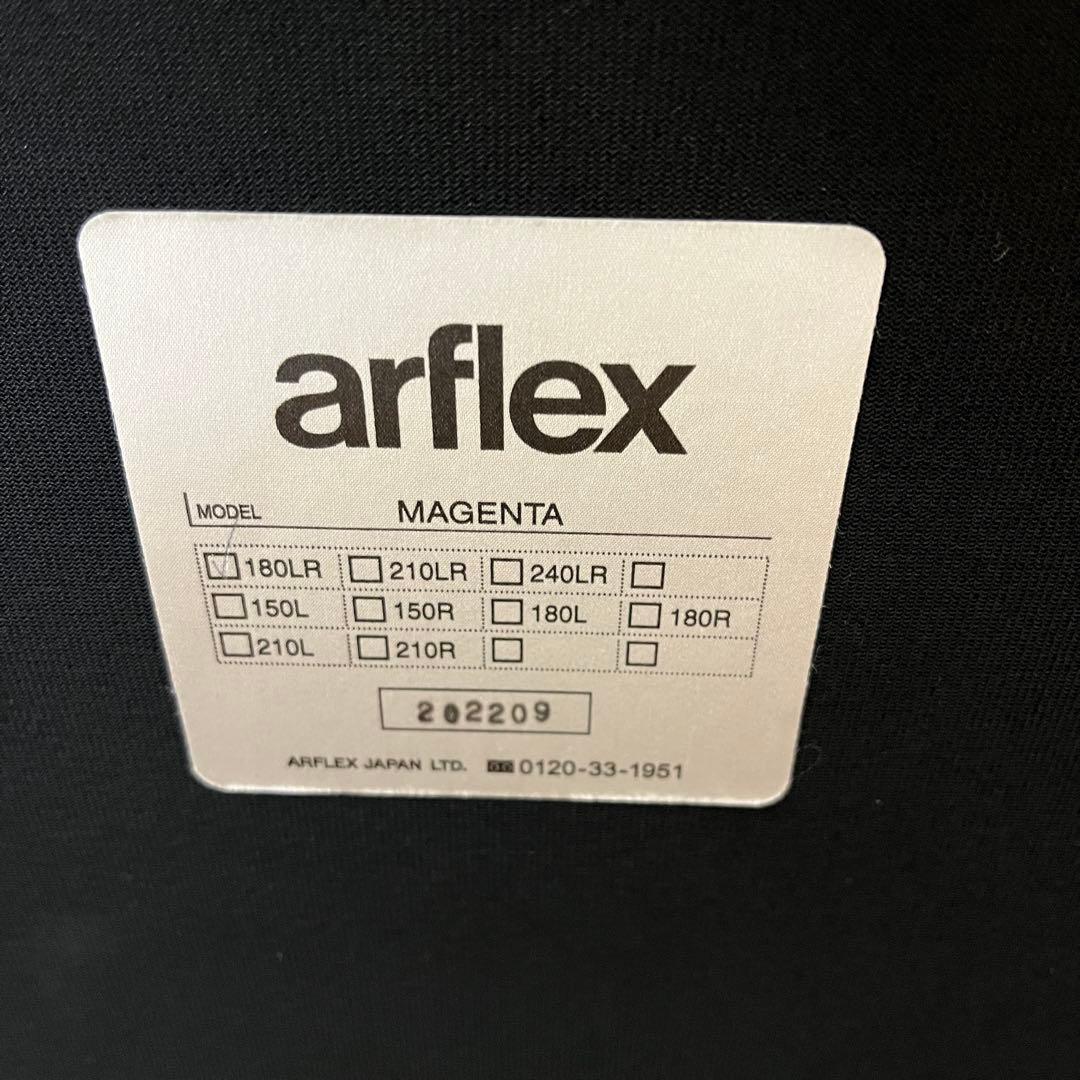 arflex
MODEL MAGENTA
☑ 180LR ☐ 210LR ☐ 240LR ☐
☐ 150L ☐ 150R ☐ 180L ☐ 180R
☐ 210L ☐ 210R ☐ ☐
202209
ARFLEX JAPAN LTD. 0120-33-1951